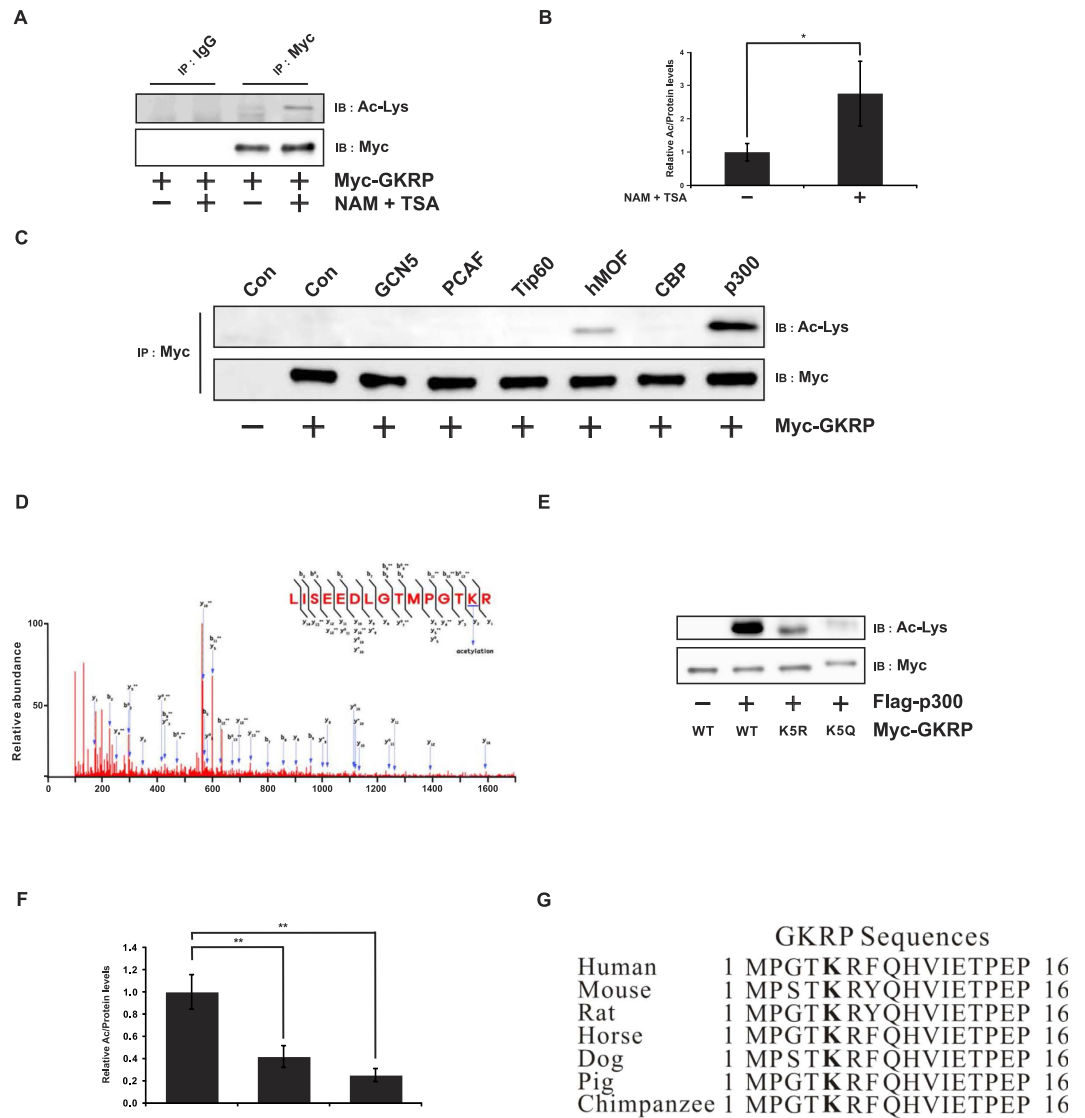 A
IP : IgG
IP : Myc
IB : Ac-Lys
IB : Myc
+ + + + Myc-GKRP
− + − + NAM + TSA
B
*
Relative Ac/Protein levels
4
3
2
1
0
NAM + TSA − +
C
Con Con GCN5 PCAF Tip60 hMOF CBP p300
IP : Myc
IB : Ac-Lys
IB : Myc
− + + + + + + + Myc-GKRP
D
LISEEDLGTMPGTKR
acetylation
Relative abundance
100
50
0
200 400 600 800 1000 1200 1400 1600
E
IB : Ac-Lys
IB : Myc
− + + + Flag-p300
WT WT K5R K5Q Myc-GKRP
F
**
**
Relative Ac/Protein levels
1.4
1.2
1.0
0.8
0.6
0.4
0.2
0
G
GKRP Sequences
Human 1 MPGTKRFQHVIETPEP 16
Mouse 1 MPSTKRYQHVIETPEP 16
Rat 1 MPGTKRYQHVIETPEP 16
Horse 1 MPGTKRFQHVIETPEP 16
Dog 1 MPSTKRFQHVIETPEP 16
Pig 1 MPGTKRFQHVIETPEP 16
Chimpanzee 1 MPGTKRFQHVIETPEP 16